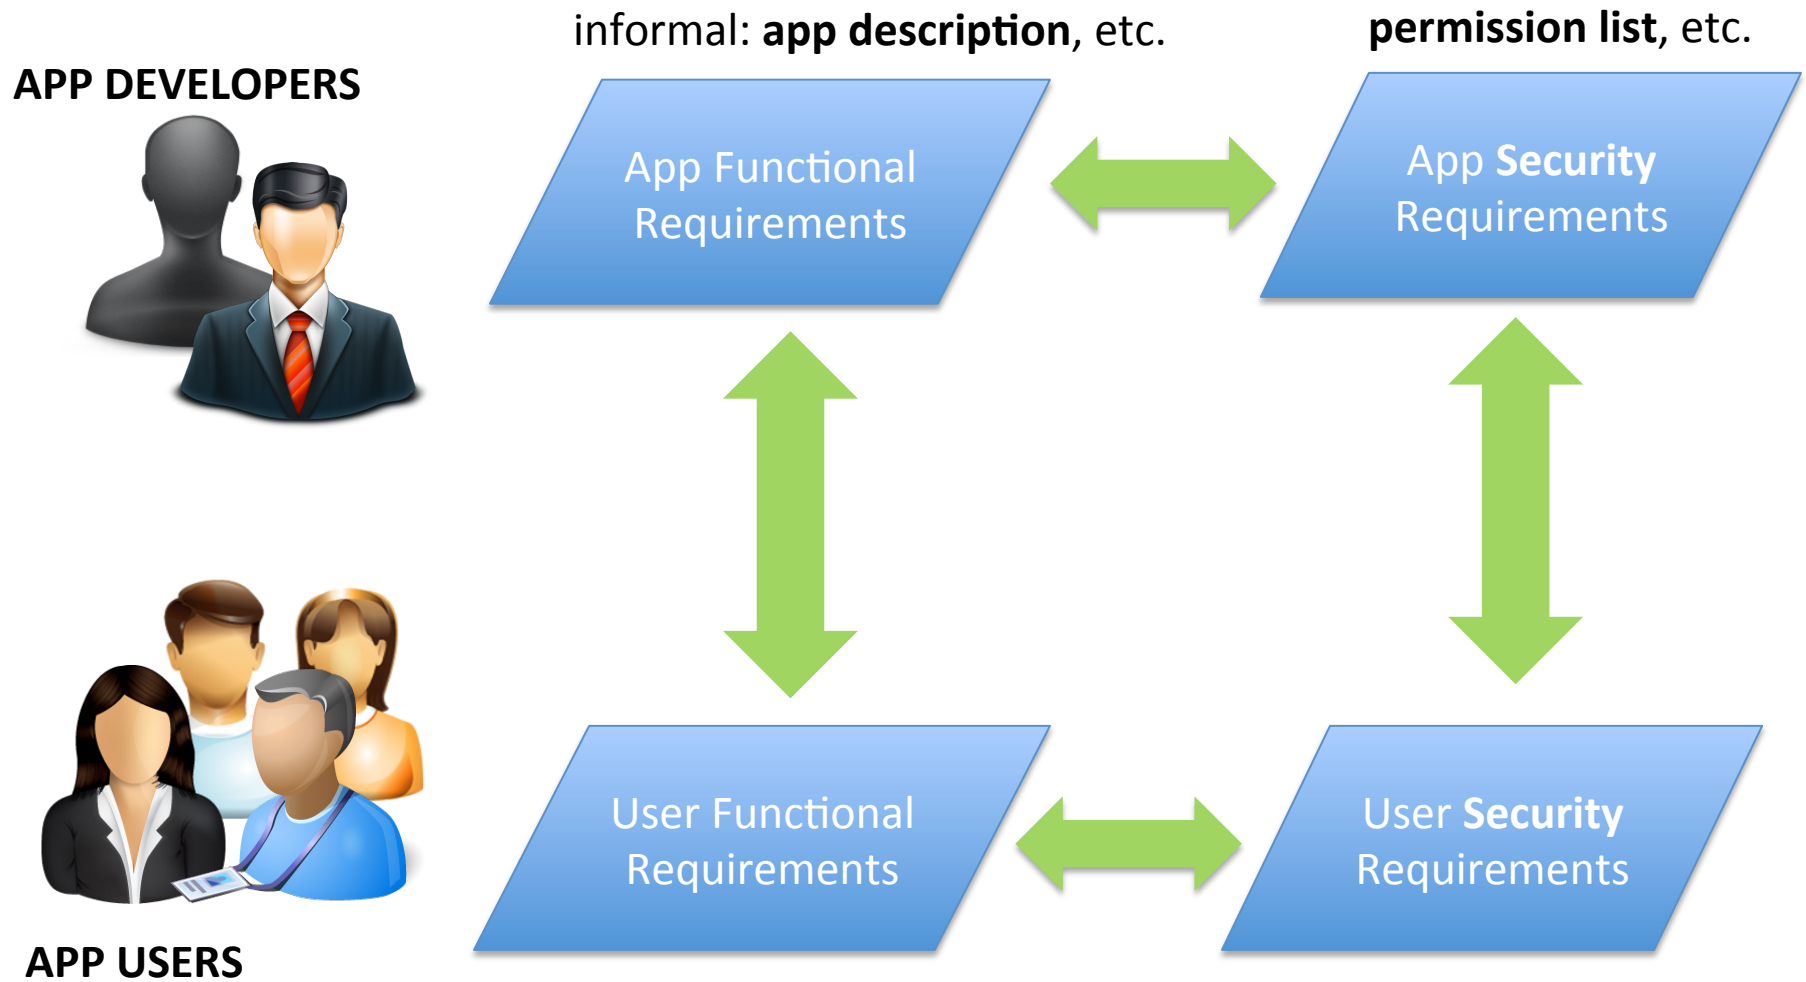 informal: app description, etc.
permission list, etc.
APP DEVELOPERS
App Functional
Requirements
App Security
Requirements
User Functional
Requirements
User Security
Requirements
APP USERS